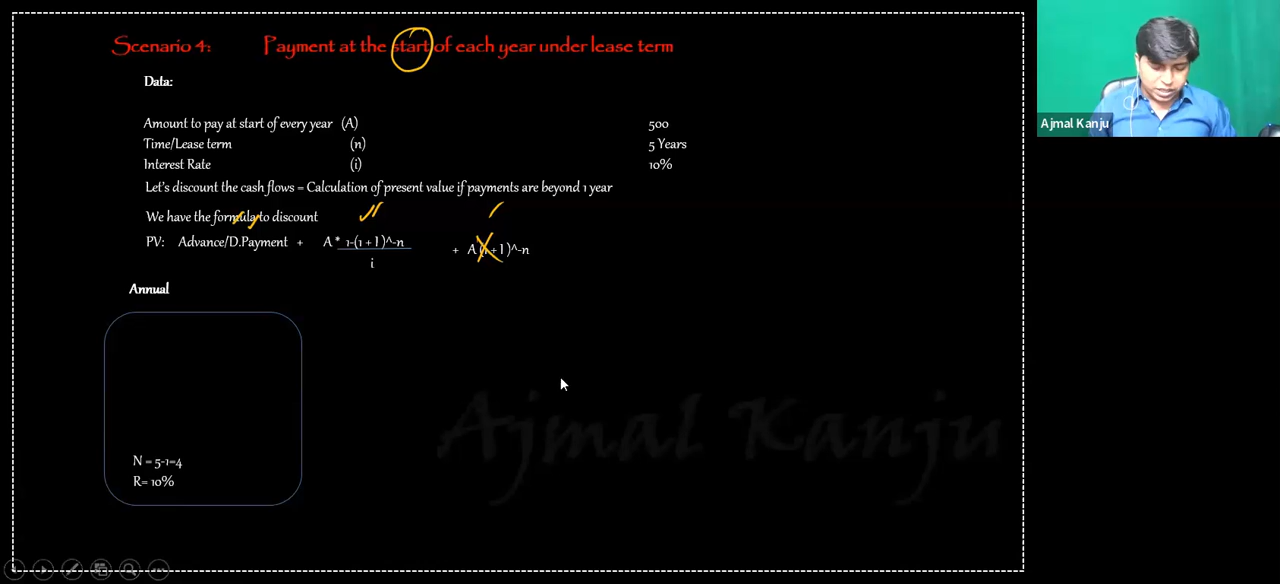 Scenario 4: Payment at the start of each year under lease term
Data:
Amount to pay at start of every year (A) 500
Time/Lease term (n) 5 Years
Interest Rate (i) 10%
Let's discount the cash flows = Calculation of present value if payments are beyond 1 year
We have the formula to discount
PV: Advance/D.Payment + A * 1-(1 + I )^-n + A (1 + I )^-n
i
Annual
N = 5-1=4
R= 10%
Ajmal Kanju
Ajmal Kanju